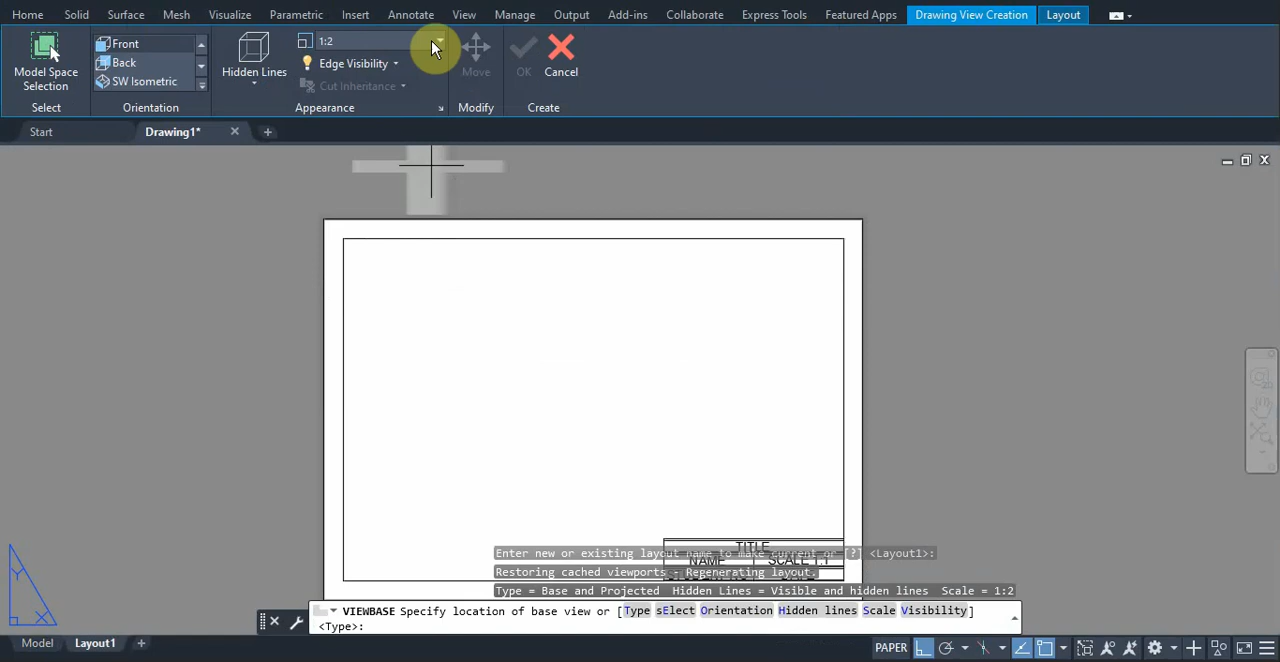 Home Solid Surface Mesh Visualize Parametric Insert Annotate View Manage Output Add-ins Collaborate Express Tools Featured Apps Drawing View Creation Layout
Model Space Selection
Select
Front
Back
SW Isometric
Orientation
Hidden Lines
1:2
Edge Visibility
Cut Inheritance
Appearance
Move
Modify
OK
Cancel
Create
Start
Drawing1*
TITLE
NAME
SCALE 1:1
Enter new or existing layout name to make current or [?] <Layout1>:
Restoring cached viewports - Regenerating layout.
Type = Base and Projected Hidden Lines = Visible and hidden lines Scale = 1:2
VIEWBASE Specify location of base view or [Type sElect Orientation Hidden lines Scale Visibility]
<Type>:
Y
X
Model
Layout1
PAPER